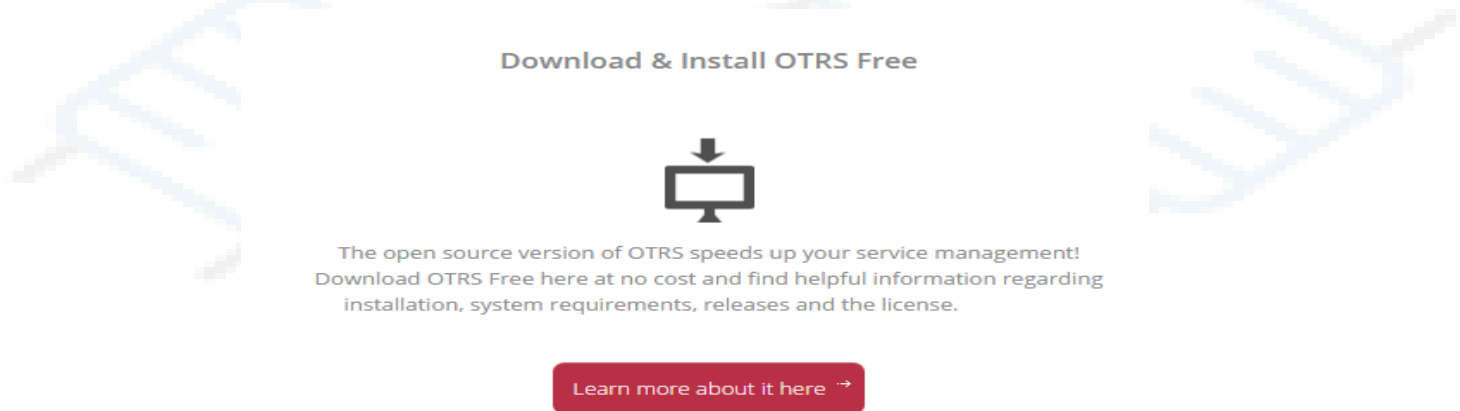 Download & Install OTRS Free
The open source version of OTRS speeds up your service management!
Download OTRS Free here at no cost and find helpful information regarding
installation, system requirements, releases and the license.
Learn more about it here →